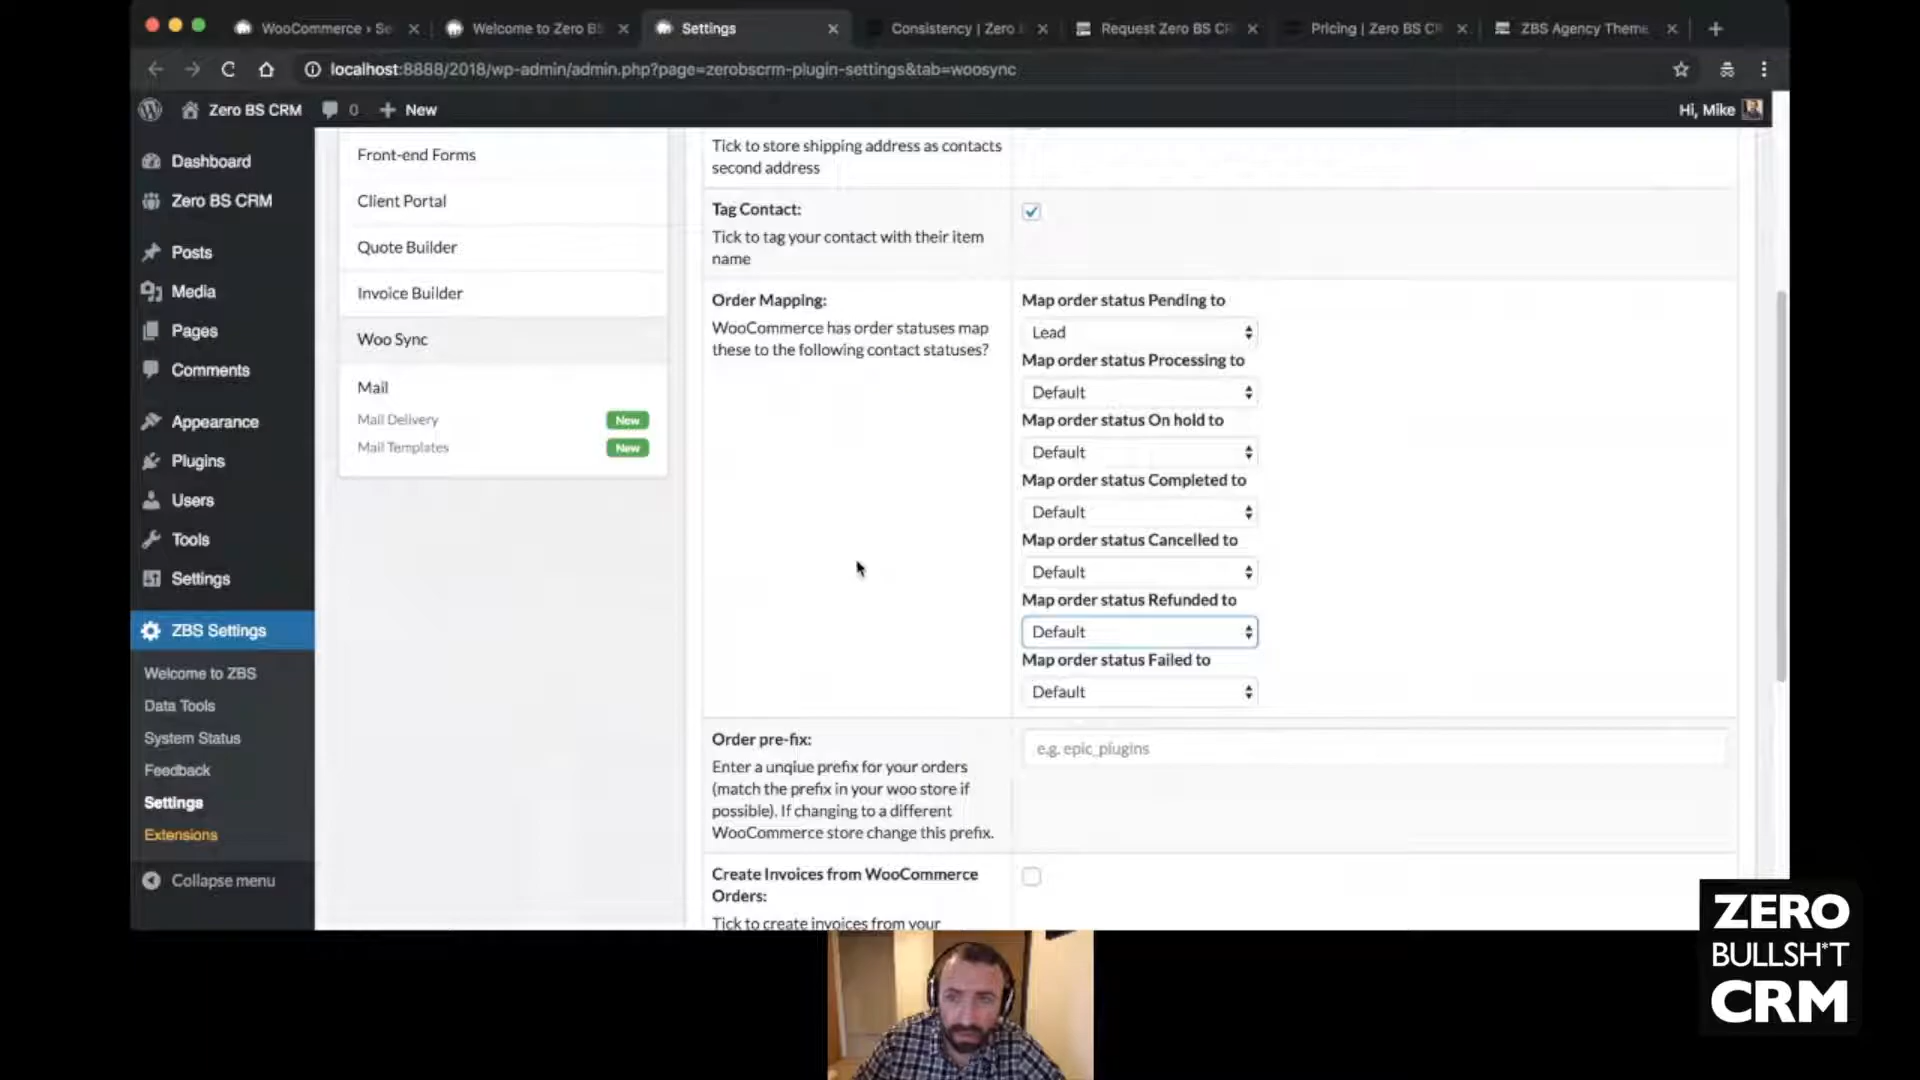 WooCommerce › Se
Welcome to Zero BS
Settings
Consistency | Zero
Request Zero BS CR
Pricing | Zero BS CR
ZBS Agency Theme
localhost:8888/2018/wp-admin/admin.php?page=zerobscrm-plugin-settings&tab=woosync
Zero BS CRM
0
New
Hi, Mike
Dashboard
Zero BS CRM
Posts
Media
Pages
Comments
Appearance
Plugins
Users
Tools
Settings
ZBS Settings
Welcome to ZBS
Data Tools
System Status
Feedback
Settings
Extensions
Collapse menu
Front-end Forms
Client Portal
Quote Builder
Invoice Builder
Woo Sync
Mail
Mail Delivery New
Mail Templates New
Tick to store shipping address as contacts
second address
Tag Contact:
Tick to tag your contact with their item
name
Order Mapping:
WooCommerce has order statuses map
these to the following contact statuses?
Map order status Pending to
Lead
Map order status Processing to
Default
Map order status On hold to
Default
Map order status Completed to
Default
Map order status Cancelled to
Default
Map order status Refunded to
Default
Map order status Failed to
Default
Order pre-fix:
Enter a unqiue prefix for your orders
(match the prefix in your woo store if
possible). If changing to a different
WooCommerce store change this prefix.
e.g. epic_plugins
Create Invoices from WooCommerce
Orders:
Tick to create invoices from your
ZERO
BULLSH*T
CRM